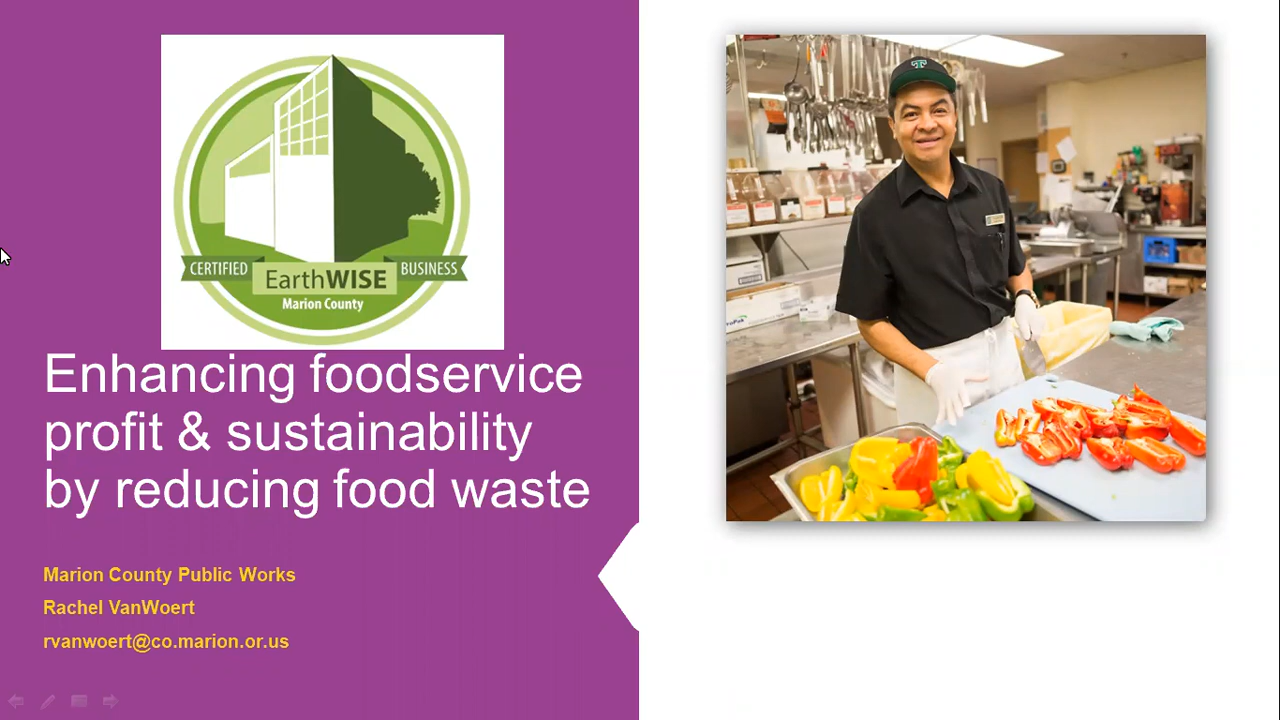 CERTIFIED
EarthWISE
BUSINESS
Marion County
Enhancing foodservice
profit & sustainability
by reducing food waste
Marion County Public Works
Rachel VanWoert
rvanwoert@co.marion.or.us
T